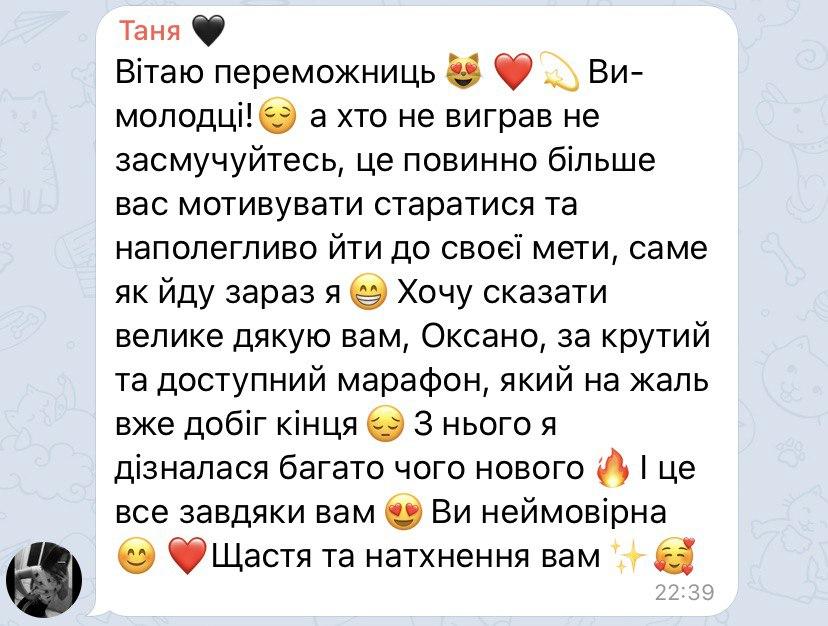 Таня 🖤
Вітаю переможниць 😻 ❤️ 💫 Ви-
молодці!😌 а хто не виграв не
засмучуйтесь, це повинно більше
вас мотивувати старатися та
наполегливо йти до своєї мети, саме
як йду зараз я 😁 Хочу сказати
велике дякую вам, Оксано, за крутий
та доступний марафон, який на жаль
вже добіг кінця 😔 З нього я
дізналася багато чого нового 🔥 І це
все завдяки вам 😍 Ви неймовірна
😊 ❤️Щастя та натхнення вам ✨ 🥰
22:39